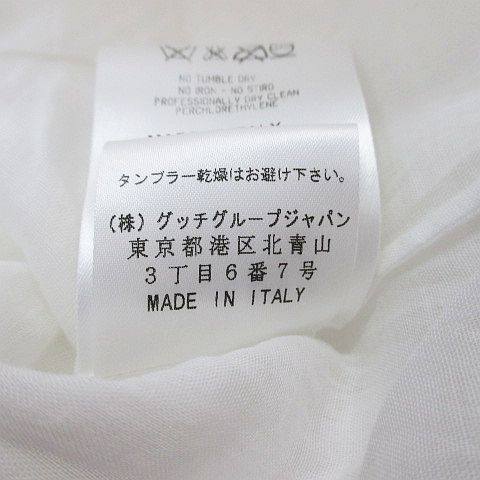 NO TUMBLE DRY
NO IRON - NO STIRO
PROFESSIONALLY DRY CLEAN
PERCHLORETHYLENE
タンブラー乾燥はお避け下さい。
(株)グッチグループジャパン
東京都港区北青山
3丁目6番7号
MADE IN ITALY